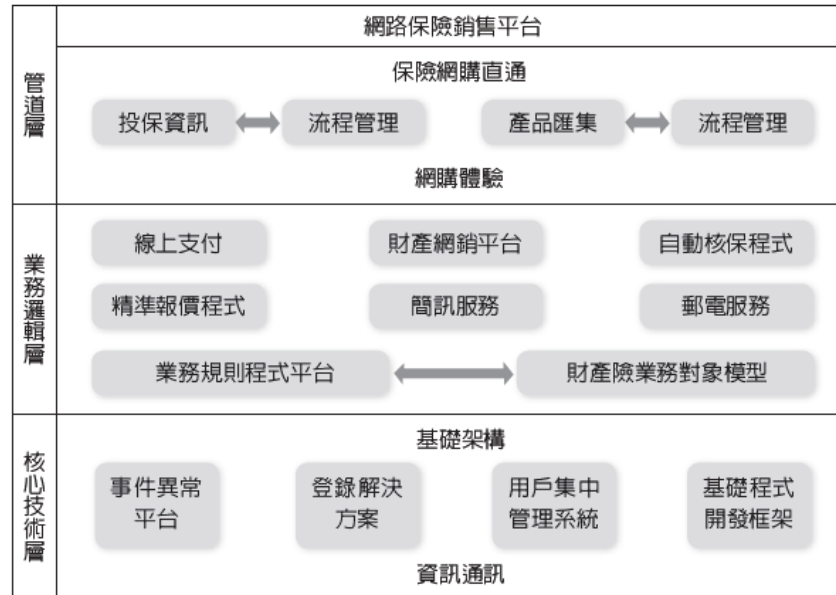 網路保險銷售平台
管道層
保險網購直通
投保資訊 流程管理 產品匯集 流程管理
網購體驗
業務邏輯層
線上支付 財產網銷平台 自動核保程式
精準報價程式 簡訊服務 郵電服務
業務規則程式平台 財產險業務對象模型
核心技術層
基礎架構
事件異常
平台
登錄解決
方案
用戶集中
管理系統
基礎程式
開發框架
資訊通訊